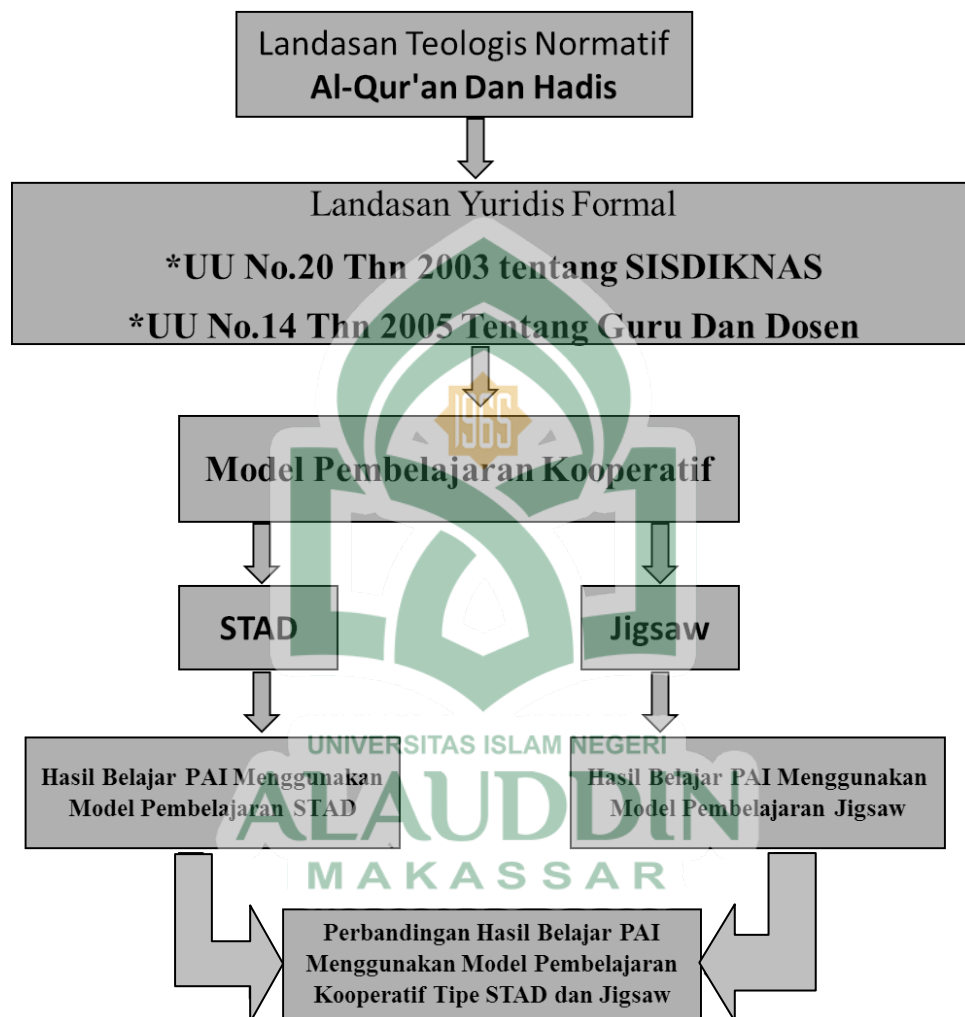 Landasan Teologis Normatif
Al-Qur'an Dan Hadis
Landasan Yuridis Formal
*UU No.20 Thn 2003 tentang SISDIKNAS
*UU No.14 Thn 2005 Tentang Guru Dan Dosen
1965
Model Pembelajaran Kooperatif
STAD
Jigsaw
UNIVERSITAS ISLAM NEGERI
Hasil Belajar PAI Menggunakan
Model Pembelajaran STAD
Hasil Belajar PAI Menggunakan
Model Pembelajaran Jigsaw
ALAUDDIN
MAKASSAR
Perbandingan Hasil Belajar PAI
Menggunakan Model Pembelajaran
Kooperatif Tipe STAD dan Jigsaw